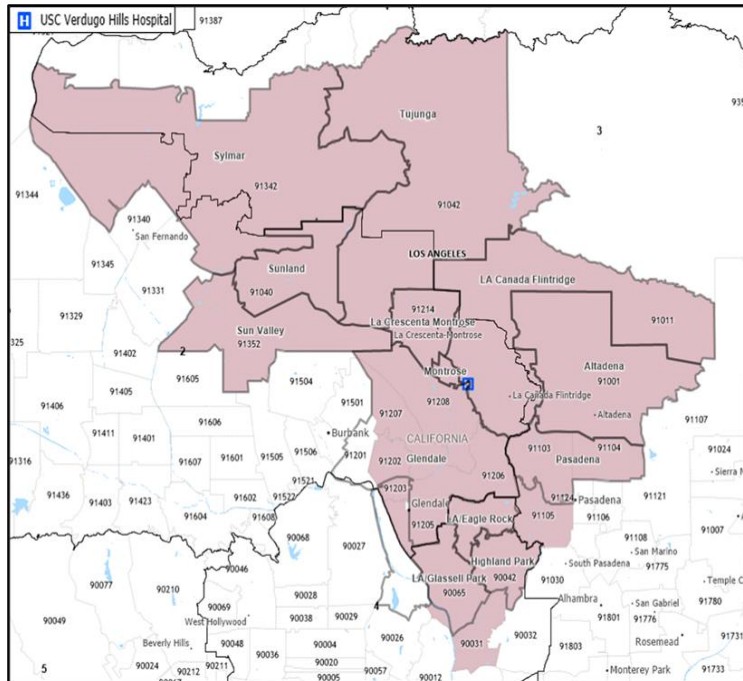 H USC Verdugo Hills Hospital
91387
Tujunga
3
Sylmar
91342
91344
91042
91340
San Fernando
LOS ANGELES
91345
Sunland
LA Canada Flintridge
91331
91040
91214
91011
91329
Sun Valley
La Crescenta Montrose
La Crescenta-Montrose
325
91352
2
91402
Altadena
91605
Montrose
91001
91504
91405
91208
La Cañada Flintridge
91406
91501
91207
Altadena
91606
91107
91411
91401
Burbank
CALIFORNIA
91103
91104
91024
91316
91607
91601
91505
91506
91201
91202
Glendale
Pasadena
Sierra M
91436
91206
91521
91203
91403
91423
91602
91522
91124
Pasadena
91121
Glendale
91105
91604
91608
91205
LA/Eagle Rock
91106
91007
90068
90027
91108
San Marino
90046
Highland Park
South Pasadena
91775
90077
90210
LA/Glassell Park
90042
91030
Temple C
90028
90065
90069
4
Alhambra
San Gabriel
91780
90049
West Hollywood
90038
90029
91801
91776
Beverly Hills
90048
90004
90026
90031
90032
91803
Rosemead
90024
90212
90211
90036
90020
90057
90012
91731
5
90005
Monterey Park